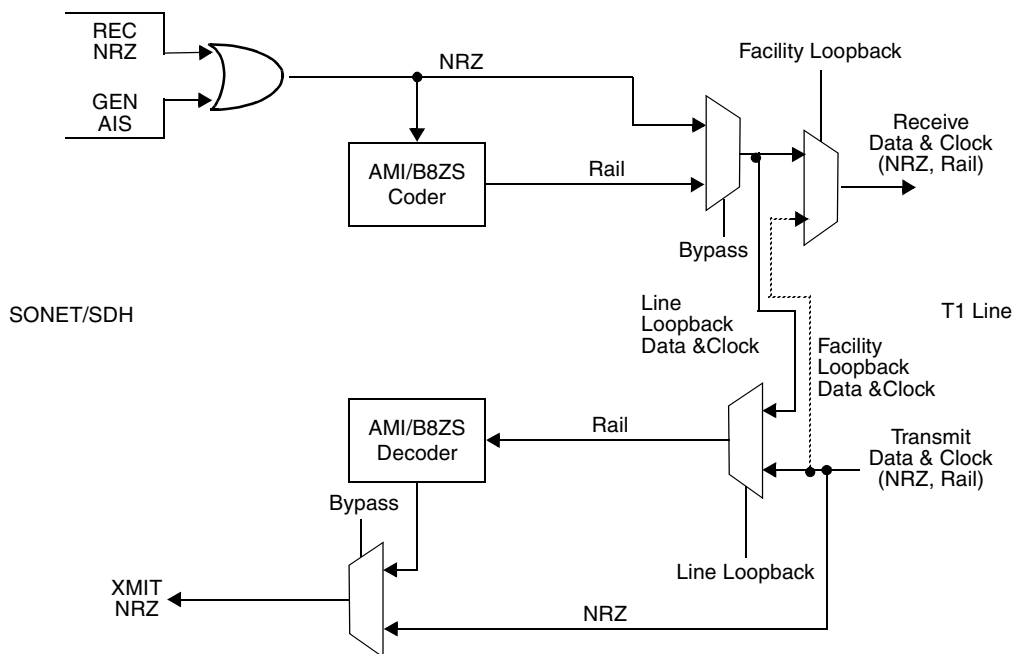 REC
NRZ
GEN
AIS
NRZ
Facility Loopback
Receive
Data & Clock
(NRZ, Rail)
AMI/B8ZS
Coder
Rail
Bypass
SONET/SDH
Line
Loopback
Data &Clock
T1 Line
Facility
Loopback
Data &Clock
AMI/B8ZS
Decoder
Rail
Transmit
Data & Clock
(NRZ, Rail)
Bypass
Line Loopback
XMIT
NRZ
NRZ